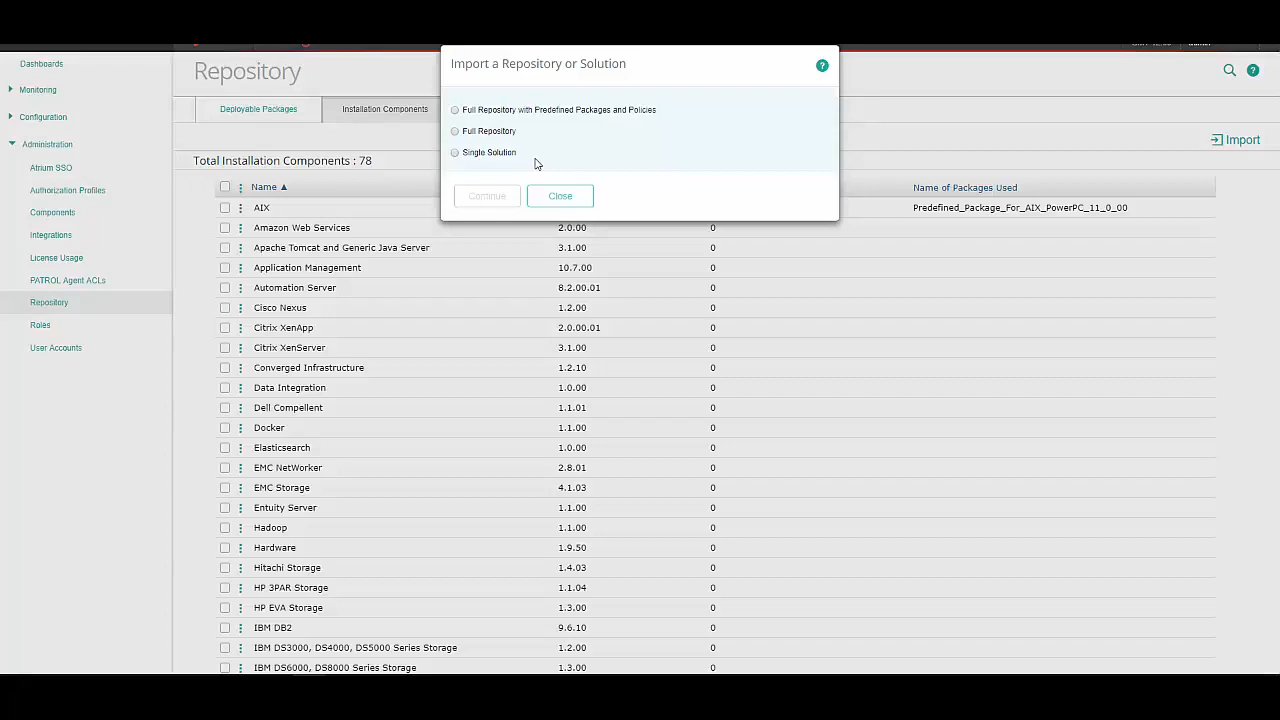 Dashboards
Monitoring
Configuration
Administration
Atrium SSO
Authorization Profiles
Components
Integrations
License Usage
PATROL Agent ACLs
Repository
Roles
User Accounts
Repository
Deployable Packages
Installation Components
Import
Total Installation Components : 78
Import a Repository or Solution
?
Full Repository with Predefined Packages and Policies
Full Repository
Single Solution
Continue
Close
?
Name ▲ Name of Packages Used
AIX Predefined_Package_For_AIX_PowerPC_11_0_00
Amazon Web Services 2.0.00 0
Apache Tomcat and Generic Java Server 3.1.00 0
Application Management 10.7.00 0
Automation Server 8.2.00.01 0
Cisco Nexus 1.2.00 0
Citrix XenApp 2.0.00.01 0
Citrix XenServer 3.1.00 0
Converged Infrastructure 1.2.10 0
Data Integration 1.0.00 0
Dell Compellent 1.1.01 0
Docker 1.1.00 0
Elasticsearch 1.0.00 0
EMC NetWorker 2.8.01 0
EMC Storage 4.1.03 0
Entuity Server 1.1.00 0
Hadoop 1.1.00 0
Hardware 1.9.50 0
Hitachi Storage 1.4.03 0
HP 3PAR Storage 1.1.04 0
HP EVA Storage 1.3.00 0
IBM DB2 9.6.10 0
IBM DS3000, DS4000, DS5000 Series Storage 1.2.00 0
IBM DS6000, DS8000 Series Storage 1.3.00 0